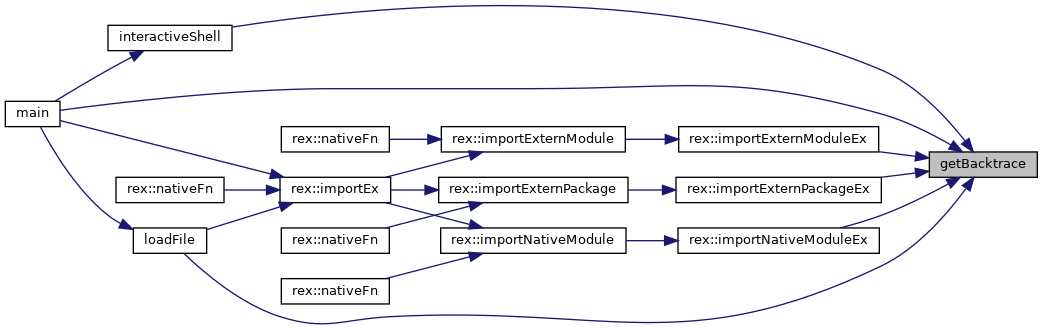 interactiveShell
main
rex::nativeFn
rex::importExternModule
rex::importExternModuleEx
getBacktrace
rex::nativeFn
rex::importEx
rex::importExternPackage
rex::importExternPackageEx
loadFile
rex::nativeFn
rex::importNativeModule
rex::importNativeModuleEx
rex::nativeFn